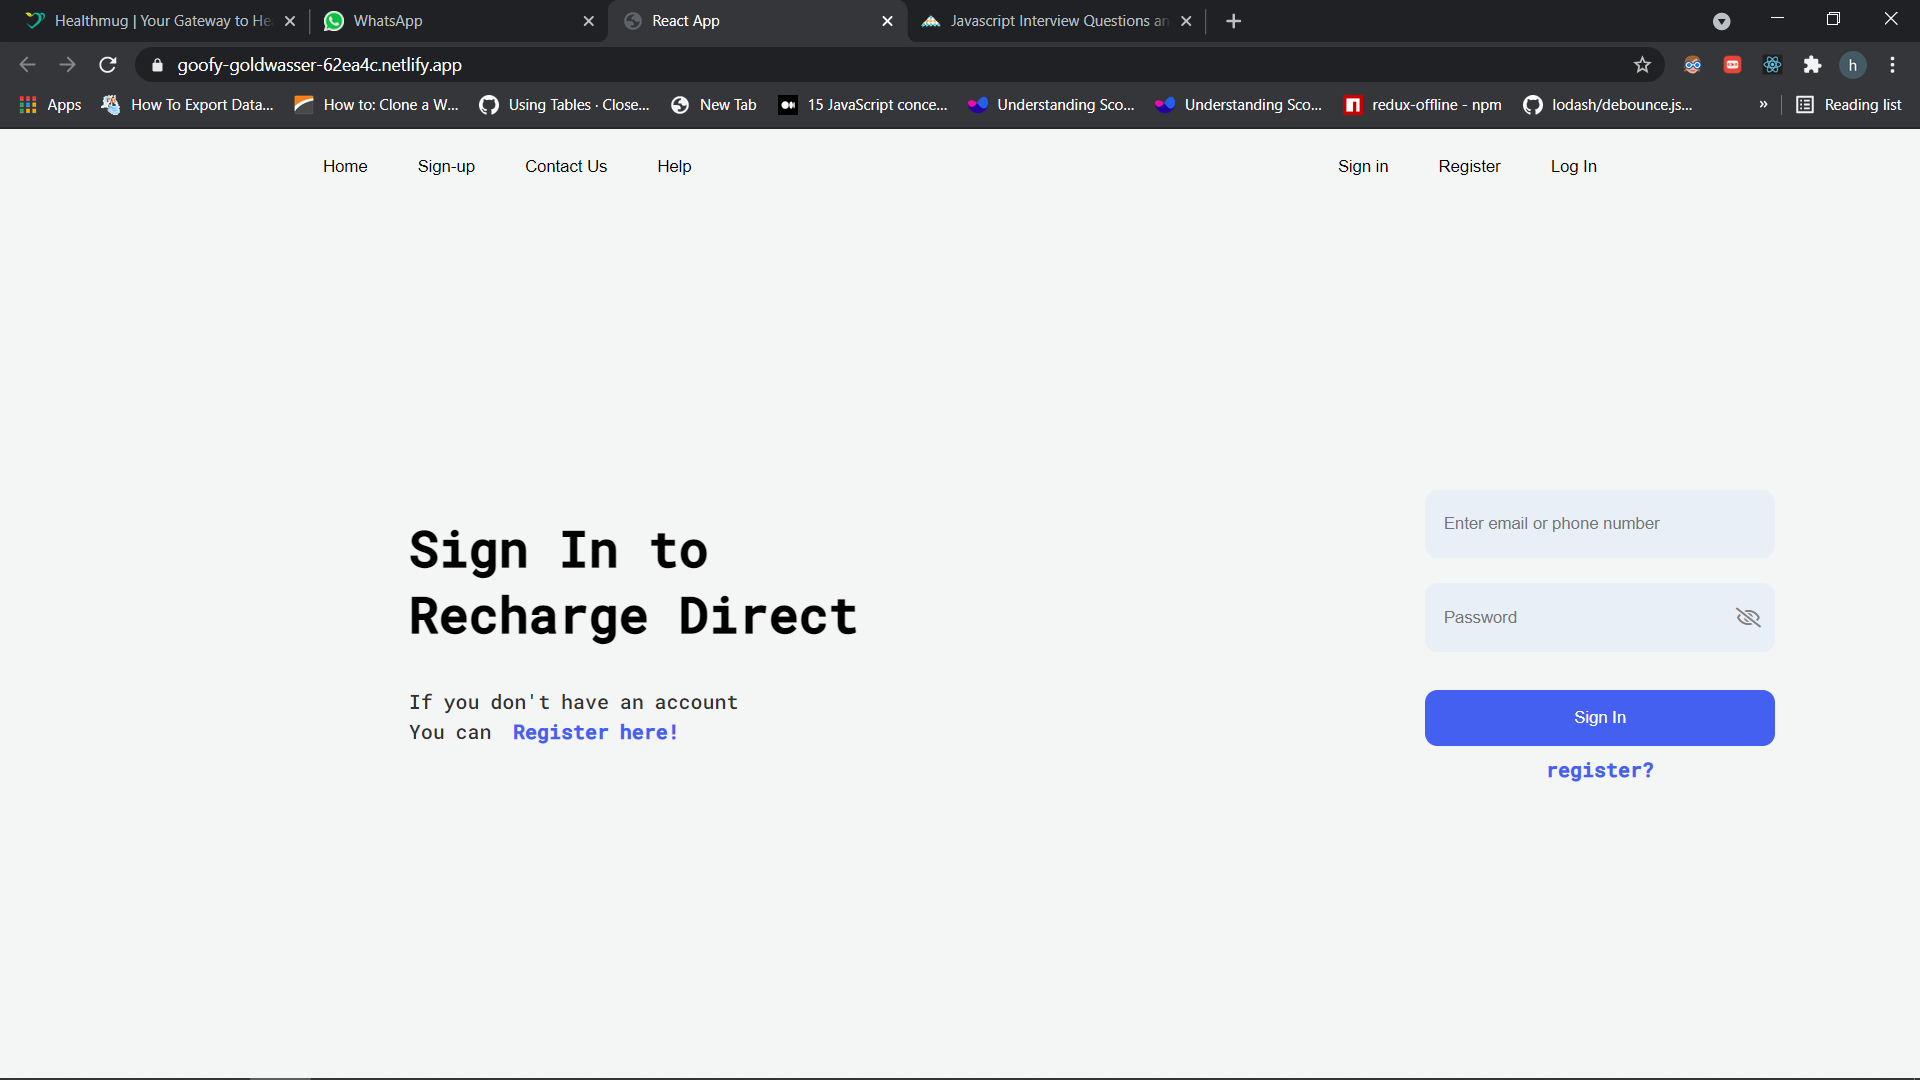 Healthmug | Your Gateway to He
WhatsApp
React App
Javascript Interview Questions an
goofy-goldwasser-62ea4c.netlify.app
h
Apps
How To Export Data...
How to: Clone a W...
Using Tables · Close...
New Tab
15 JavaScript conce...
Understanding Sco...
Understanding Sco...
redux-offline - npm
lodash/debounce.js...
»
Reading list
Home Sign-up Contact Us Help
Sign in Register Log In
Sign In to
Recharge Direct
If you don't have an account
You can Register here!
Enter email or phone number
Password
Sign In
register?